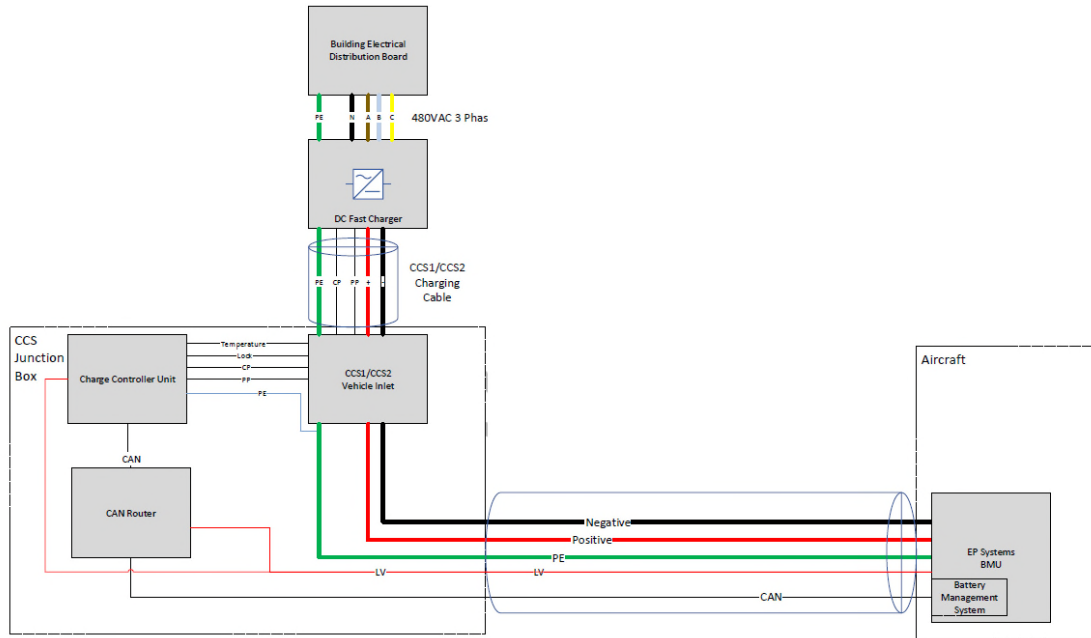 Building Electrical
Distribution Board
PE
N
A
B
C
480VAC 3 Phas
DC Fast Charger
PE
CP
PP
+
-
CCS1/CCS2
Charging
Cable
CCS
Junction
Box
Charge Controller Unit
Temperature
Lock
CP
PP
PE
CCS1/CCS2
Vehicle Inlet
Aircraft
CAN
CAN Router
Negative
Positive
PE
LV
LV
CAN
EP Systems
BMU
Battery
Management
System